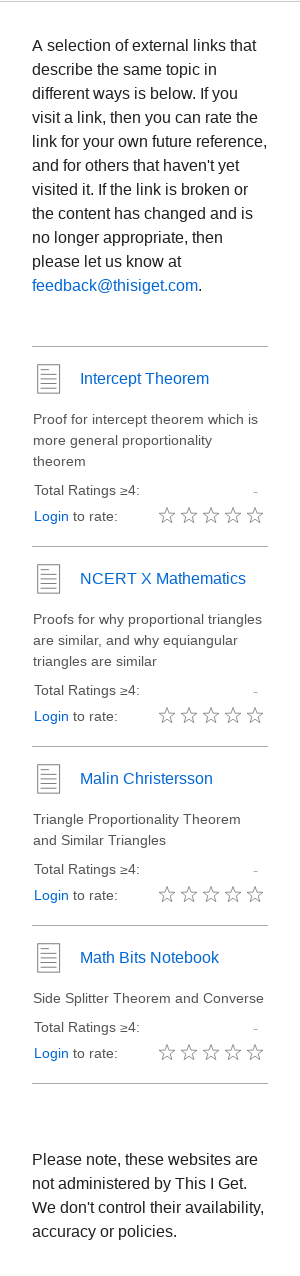 A selection of external links that
describe the same topic in
different ways is below. If you
visit a link, then you can rate the
link for your own future reference,
and for others that haven't yet
visited it. If the link is broken or
the content has changed and is
no longer appropriate, then
please let us know at
feedback@thisiget.com.
Intercept Theorem
Proof for intercept theorem which is
more general proportionality
theorem
Total Ratings ≥4: -
Login to rate:
NCERT X Mathematics
Proofs for why proportional triangles
are similar, and why equiangular
triangles are similar
Total Ratings ≥4: -
Login to rate:
Malin Christersson
Triangle Proportionality Theorem
and Similar Triangles
Total Ratings ≥4: -
Login to rate:
Math Bits Notebook
Side Splitter Theorem and Converse
Total Ratings ≥4: -
Login to rate:
Please note, these websites are
not administered by This I Get.
We don't control their availability,
accuracy or policies.